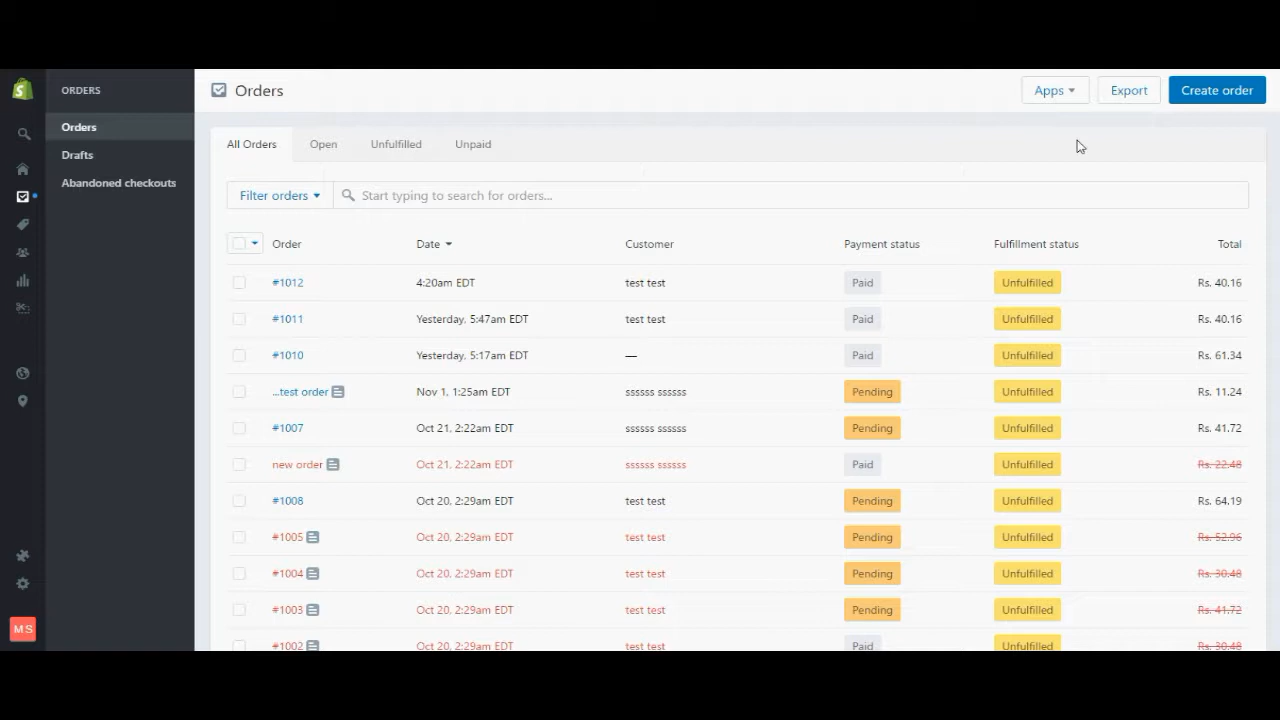 ORDERS
Orders
Drafts
Abandoned checkouts
MS
Orders
Apps
Export
Create order
All Orders Open Unfulfilled Unpaid
Filter orders Start typing to search for orders...
Order Date Customer Payment status Fulfillment status Total
#1012 4:20am EDT test test Paid Unfulfilled Rs. 40.16
#1011 Yesterday, 5:47am EDT test test Paid Unfulfilled Rs. 40.16
#1010 Yesterday, 5:17am EDT — Paid Unfulfilled Rs. 61.34
...test order Nov 1, 1:25am EDT ssssss ssssss Pending Unfulfilled Rs. 11.24
#1007 Oct 21, 2:22am EDT ssssss ssssss Pending Unfulfilled Rs. 41.72
new order Oct 21, 2:22am EDT ssssss ssssss Paid Unfulfilled Rs. 22.48
#1008 Oct 20, 2:29am EDT test test Pending Unfulfilled Rs. 64.19
#1005 Oct 20, 2:29am EDT test test Pending Unfulfilled Rs. 52.96
#1004 Oct 20, 2:29am EDT test test Pending Unfulfilled Rs. 30.48
#1003 Oct 20, 2:29am EDT test test Pending Unfulfilled Rs. 41.72
#1002 Oct 20, 2:29am EDT test test Paid Unfulfilled Rs. 30.48